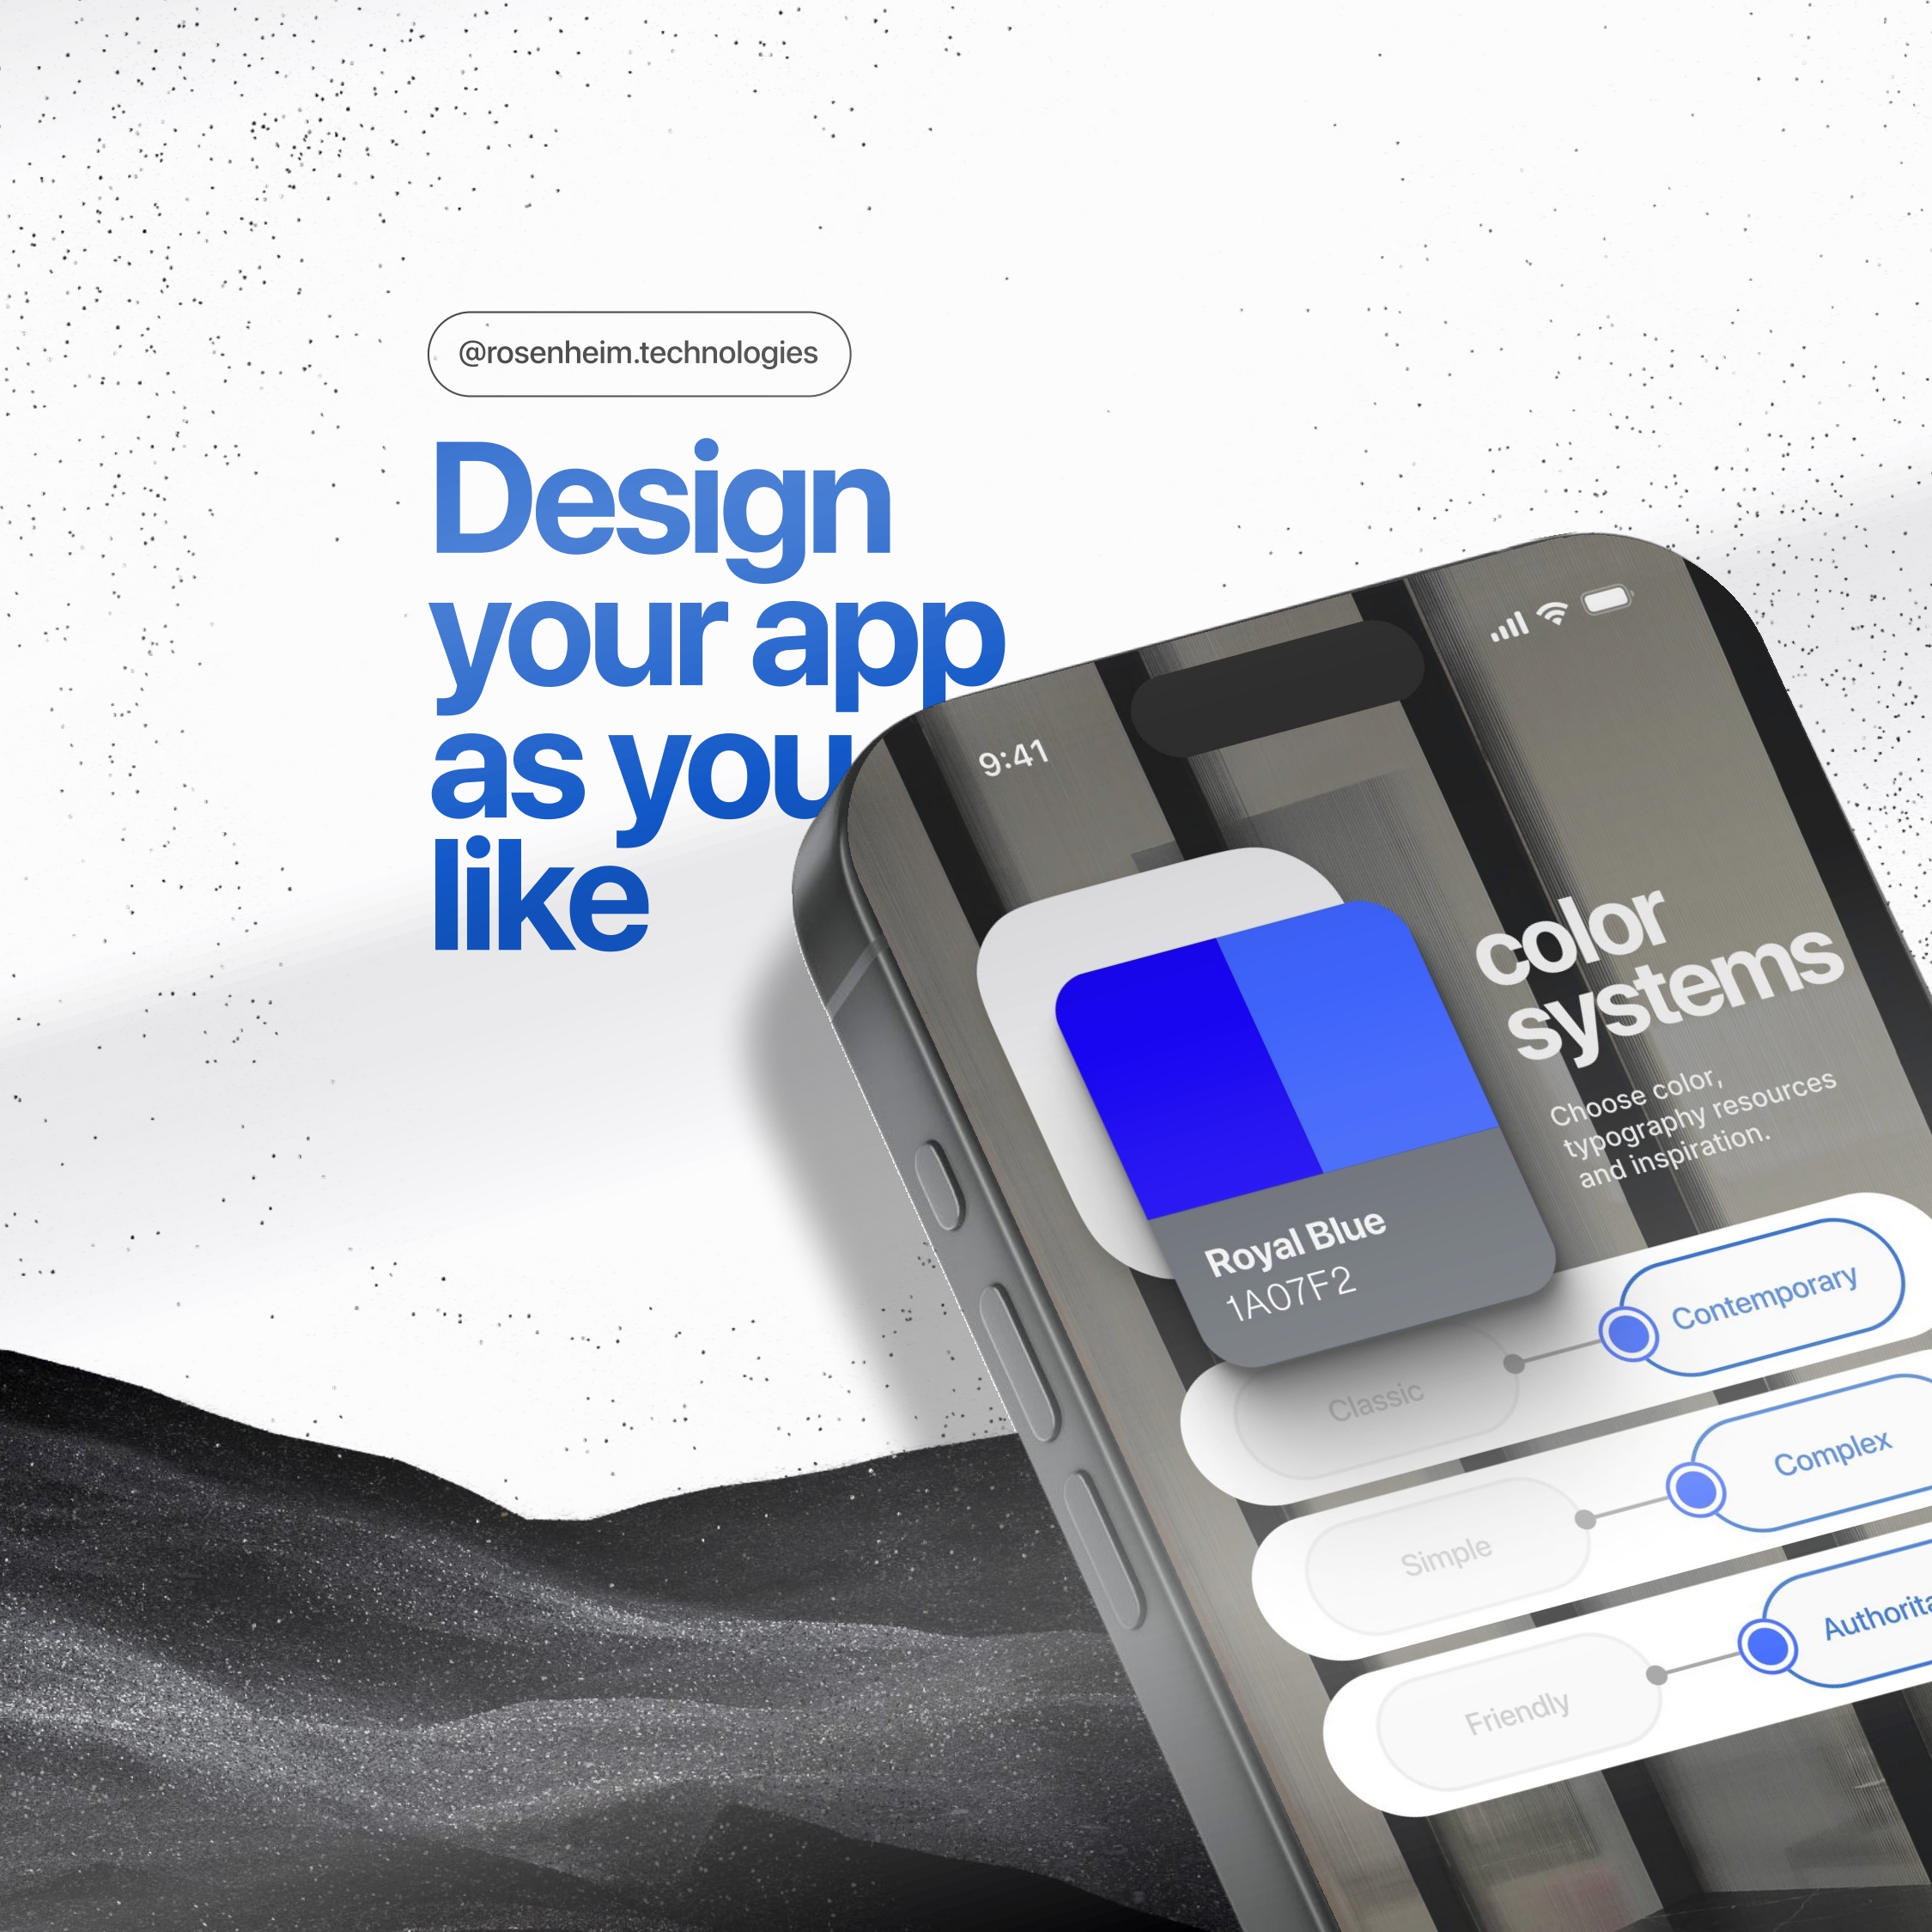 @rosenheim.technologies
Design
your app
as you
like
9:41
color
systems
Choose color,
typography resources
and inspiration.
Royal Blue
1A07F2
Classic
Contemporary
Simple
Complex
Friendly